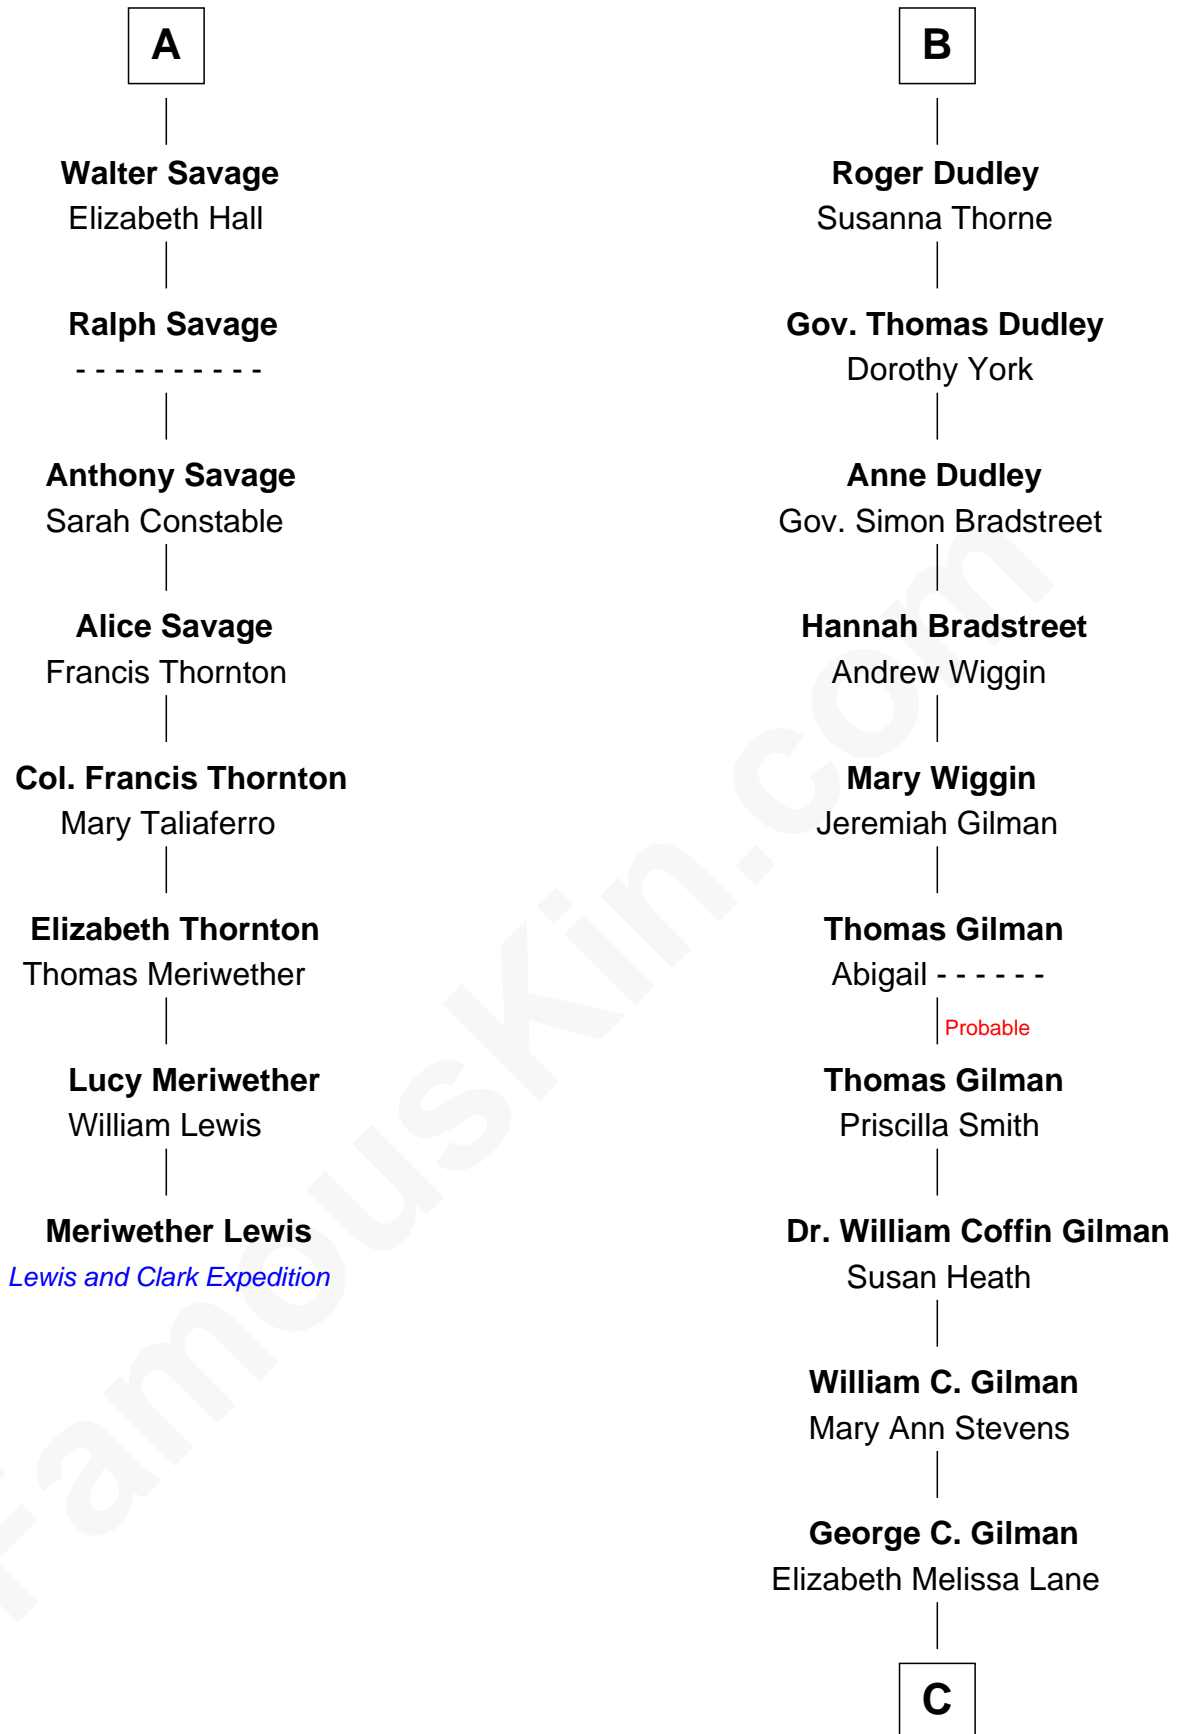 A
Walter Savage
Elizabeth Hall
Ralph Savage
- - - - - - - - - -
Anthony Savage
Sarah Constable
Alice Savage
Francis Thornton
Col. Francis Thornton
Mary Taliaferro
Elizabeth Thornton
Thomas Meriwether
Lucy Meriwether
William Lewis
Meriwether Lewis
Lewis and Clark Expedition
B
Roger Dudley
Susanna Thorne
Gov. Thomas Dudley
Dorothy York
Anne Dudley
Gov. Simon Bradstreet
Hannah Bradstreet
Andrew Wiggin
Mary Wiggin
Jeremiah Gilman
Thomas Gilman
Abigail - - - - - -
Probable
Thomas Gilman
Priscilla Smith
Dr. William Coffin Gilman
Susan Heath
William C. Gilman
Mary Ann Stevens
George C. Gilman
Elizabeth Melissa Lane
C
FamousKin.com